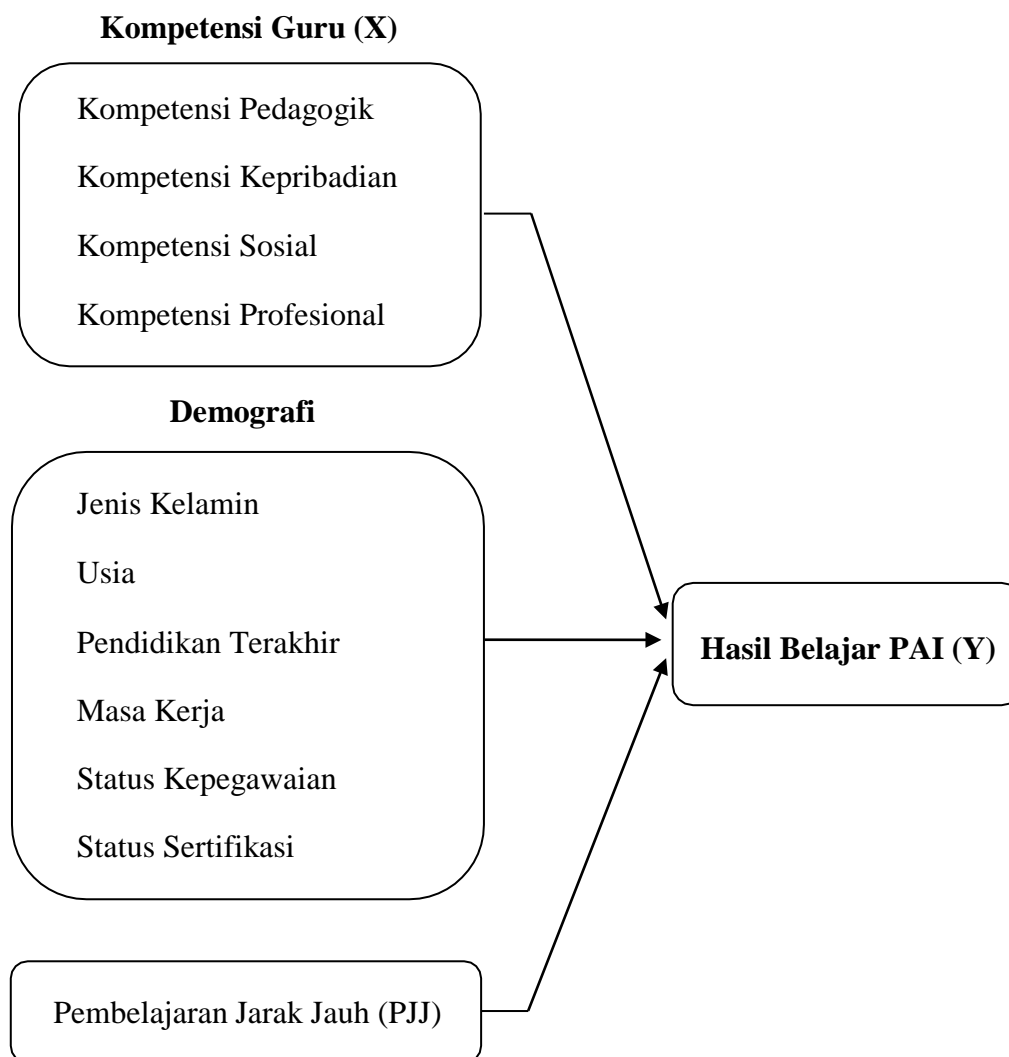 Kompetensi Guru (X)
Kompetensi Pedagogik
Kompetensi Kepribadian
Kompetensi Sosial
Kompetensi Profesional
Demografi
Jenis Kelamin
Usia
Pendidikan Terakhir
Masa Kerja
Status Kepegawaian
Status Sertifikasi
Hasil Belajar PAI (Y)
Pembelajaran Jarak Jauh (PJJ)